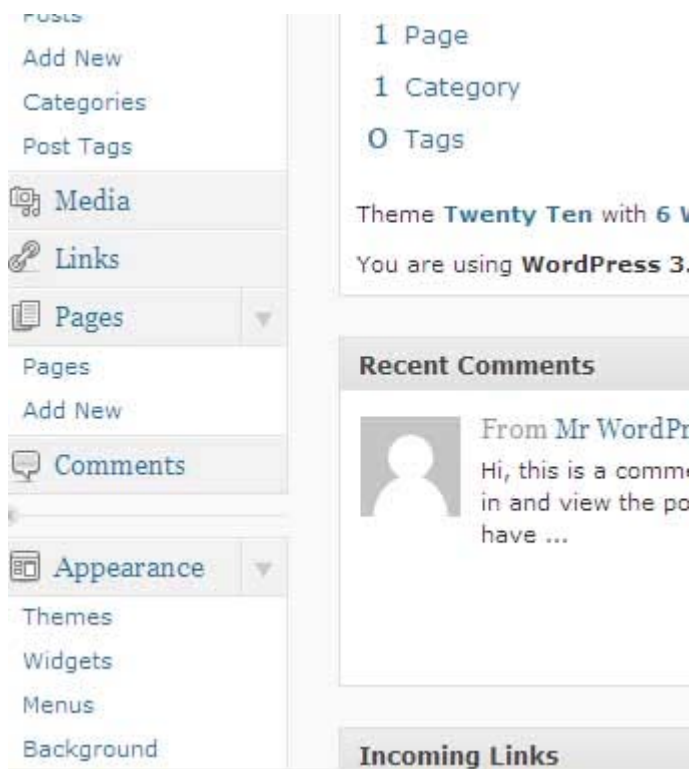 Posts
Add New
Categories
Post Tags
Media
Links
Pages
Pages
Add New
Comments
Appearance
Themes
Widgets
Menus
Background
1 Page
1 Category
0 Tags
Theme Twenty Ten with 6
You are using WordPress 3.
Recent Comments
From Mr WordPr
Hi, this is a comme
in and view the po
have ...
Incoming Links